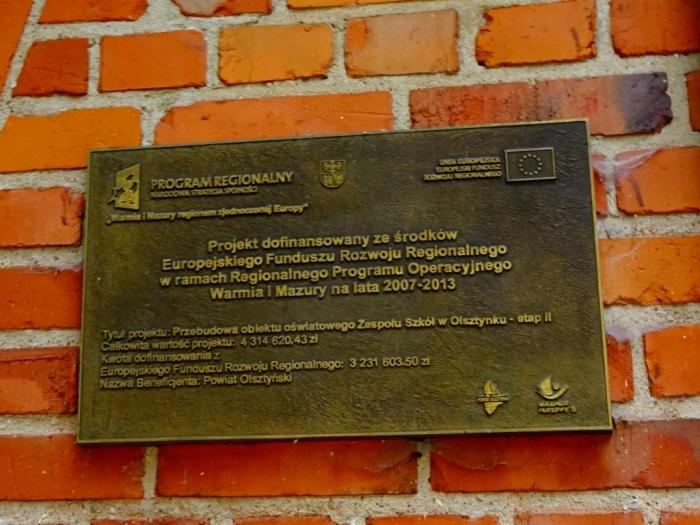 PROGRAM REGIONALNY
NARODOWA STRATEGIA SPÓJNOŚCI
UNIA EUROPEJSKA
EUROPEJSKI FUNDUSZ
ROZWOJU REGIONALNEGO
„Warmia i Mazury regionem zjednoczonej Europy”
Projekt dofinansowany ze środków
Europejskiego Funduszu Rozwoju Regionalnego
w ramach Regionalnego Programu Operacyjnego
Warmia i Mazury na lata 2007-2013
Tytuł projektu: Przebudowa obiektu oświatowego Zespołu Szkół w Olsztynku - etap II
Całkowita wartość projektu: 4 314 620,43 zł
Kwota dofinansowania z
Europejskiego Funduszu Rozwoju Regionalnego: 3 231 603,50 zł
Nazwa Beneficjenta: Powiat Olsztyński